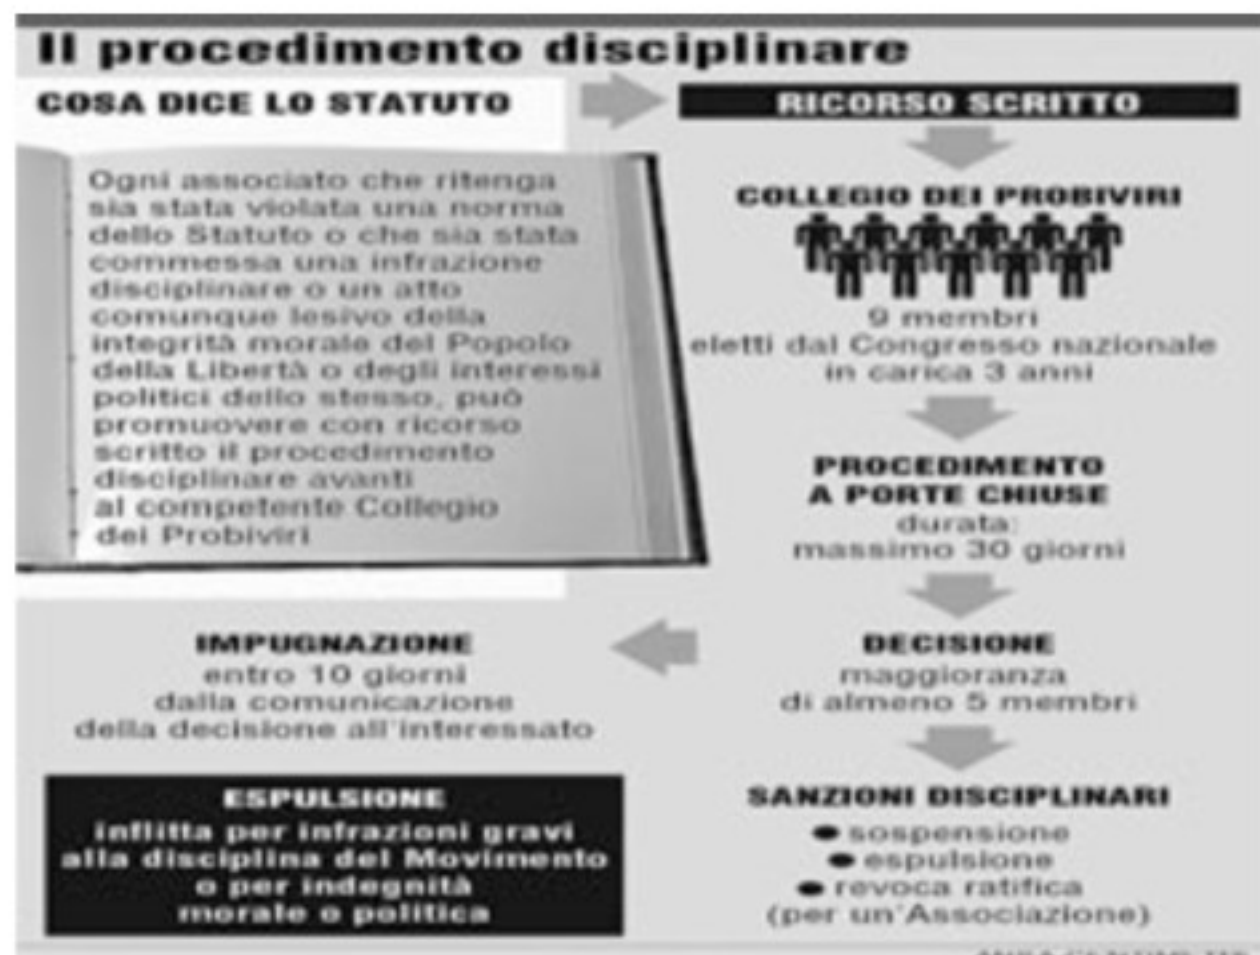 Il procedimento disciplinare
COSA DICE LO STATUTO
Ogni associato che ritenga
sia stata violata una norma
dello Statuto o che sia stata
commessa una infrazione
disciplinare o un atto
comunque lesivo della
integrità morale del Popolo
della Libertà o degli interessi
politici dello stesso, può
promuovere con ricorso
scritto il procedimento
disciplinare avanti
al competente Collegio
dei Probiviri
RICORSO SCRITTO
COLLEGIO DEI PROBIVIRI
9 membri
eletti dal Congresso nazionale
in carica 3 anni
PROCEDIMENTO
A PORTE CHIUSE
durata:
massimo 30 giorni
DECISIONE
maggioranza
di almeno 5 membri
IMPUGNAZIONE
entro 10 giorni
dalla comunicazione
della decisione all'interessato
SANZIONI DISCIPLINARI
● sospensione
● espulsione
● revoca ratifica
(per un'Associazione)
ESPULSIONE
inflitta per infrazioni gravi
alla disciplina del Movimento
o per indegnità
morale o politica